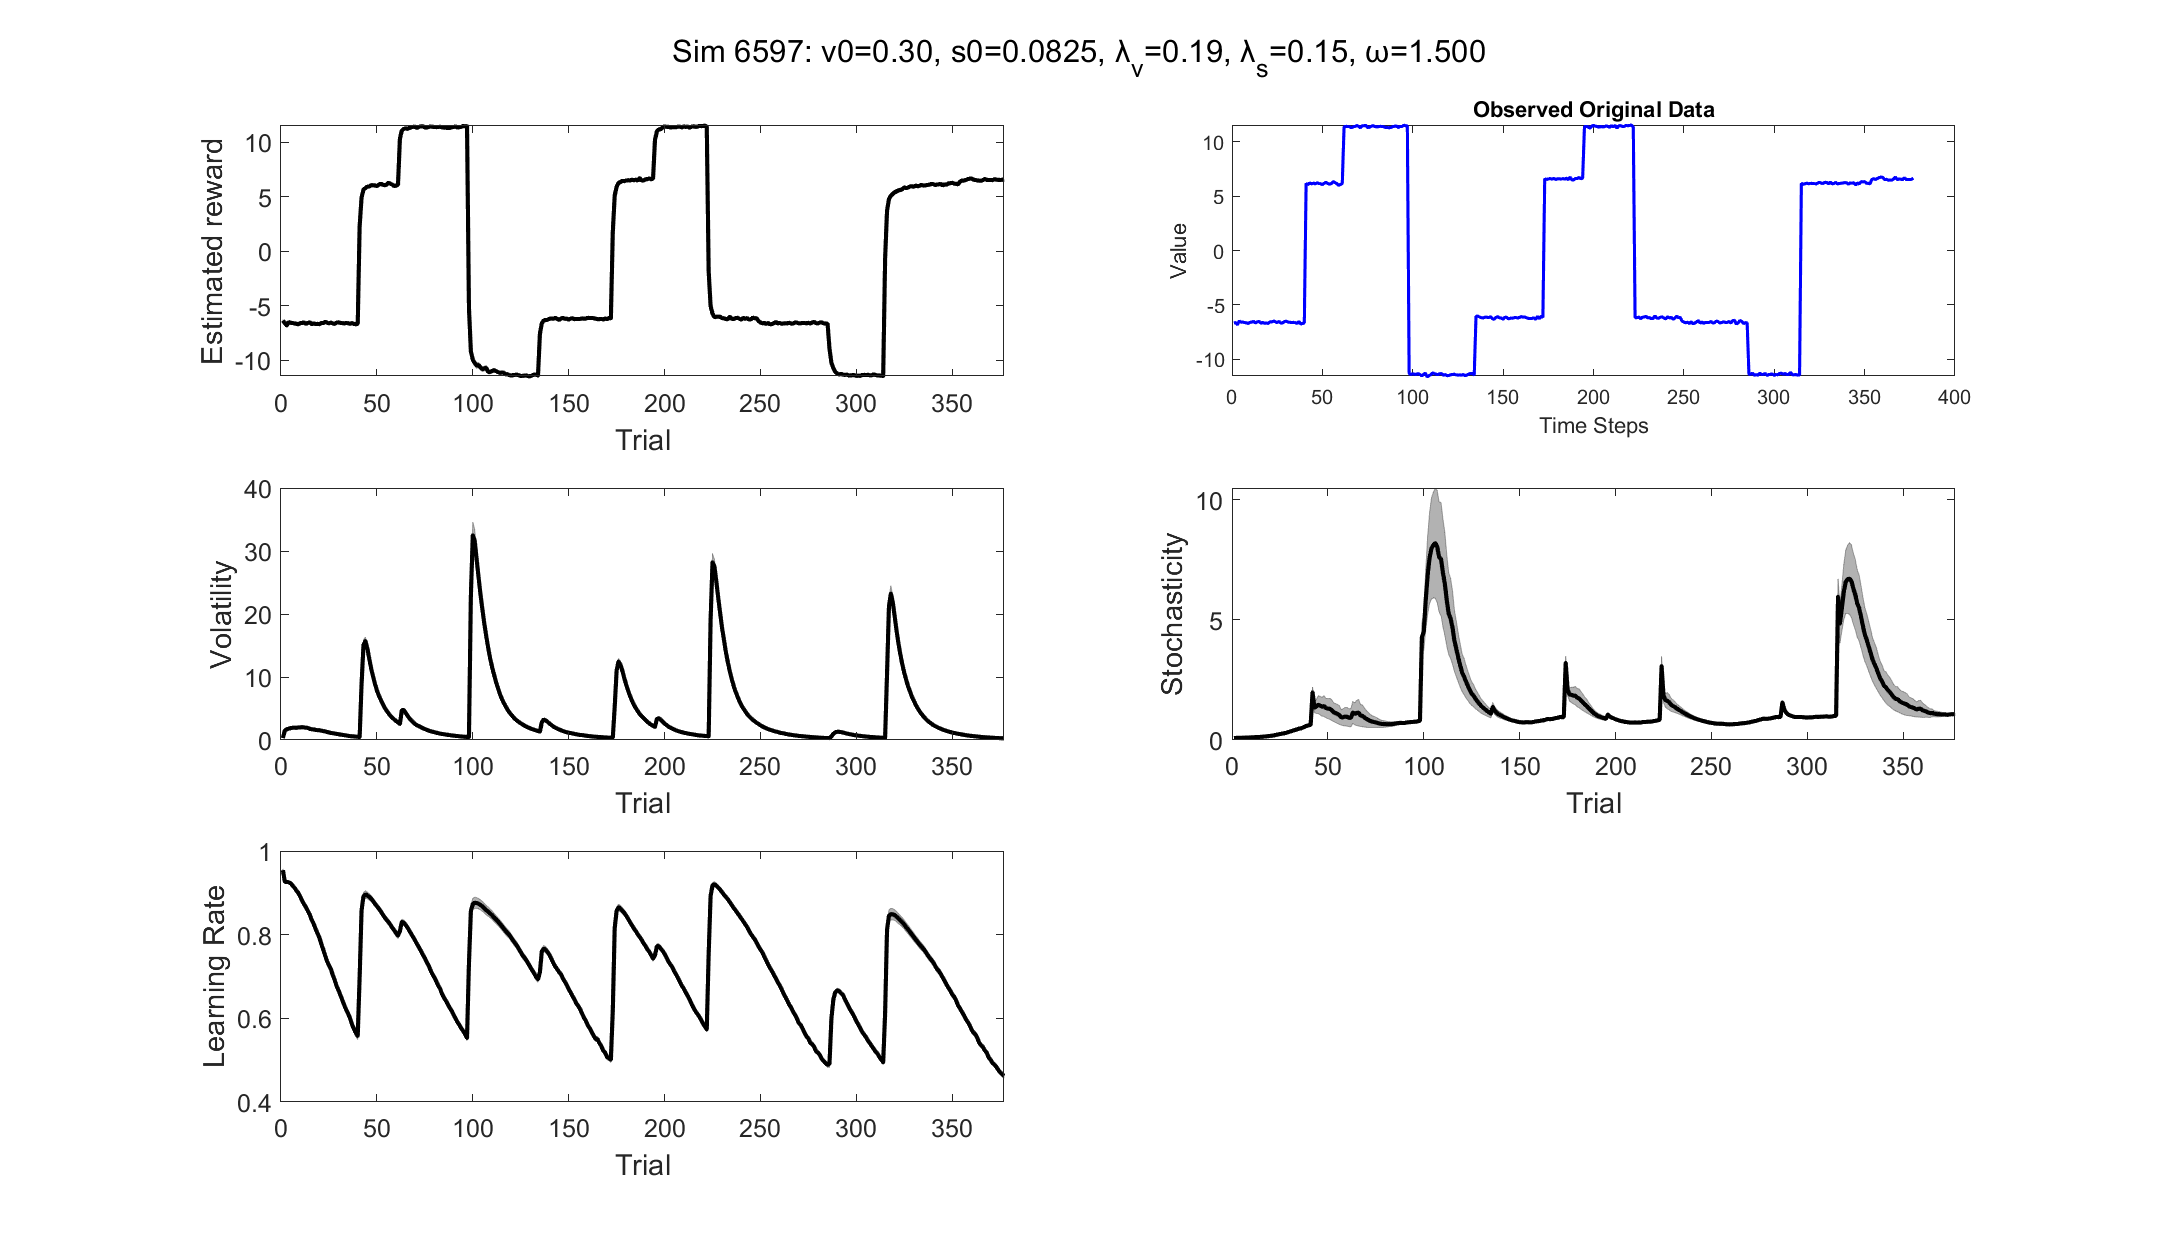 Sim 6597: v0=0.30, s0=0.0825, λv=0.19, λs=0.15, ω=1.500
Estimated reward
10
5
0
-5
-10
0 50 100 150 200 250 300 350
Trial
Observed Original Data
Value
10
5
0
-5
-10
0 50 100 150 200 250 300 350 400
Time Steps
Volatility
40
30
20
10
0
0 50 100 150 200 250 300 350
Trial
Stochasticity
10
5
0
0 50 100 150 200 250 300 350
Trial
Learning Rate
1
0.8
0.6
0.4
0 50 100 150 200 250 300 350
Trial